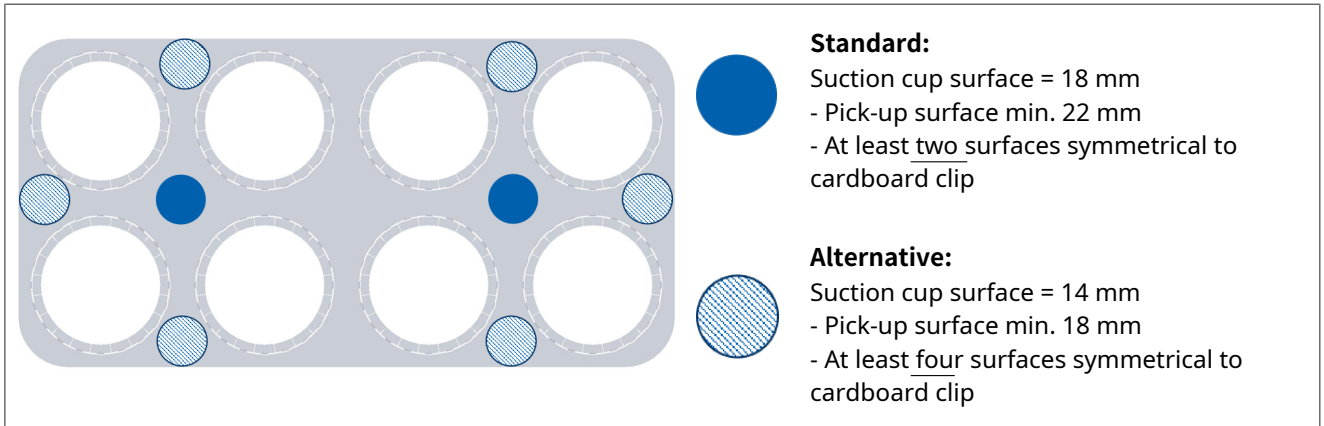 Standard:
Suction cup surface = 18 mm
- Pick-up surface min. 22 mm
- At least two surfaces symmetrical to
cardboard clip
Alternative:
Suction cup surface = 14 mm
- Pick-up surface min. 18 mm
- At least four surfaces symmetrical to
cardboard clip